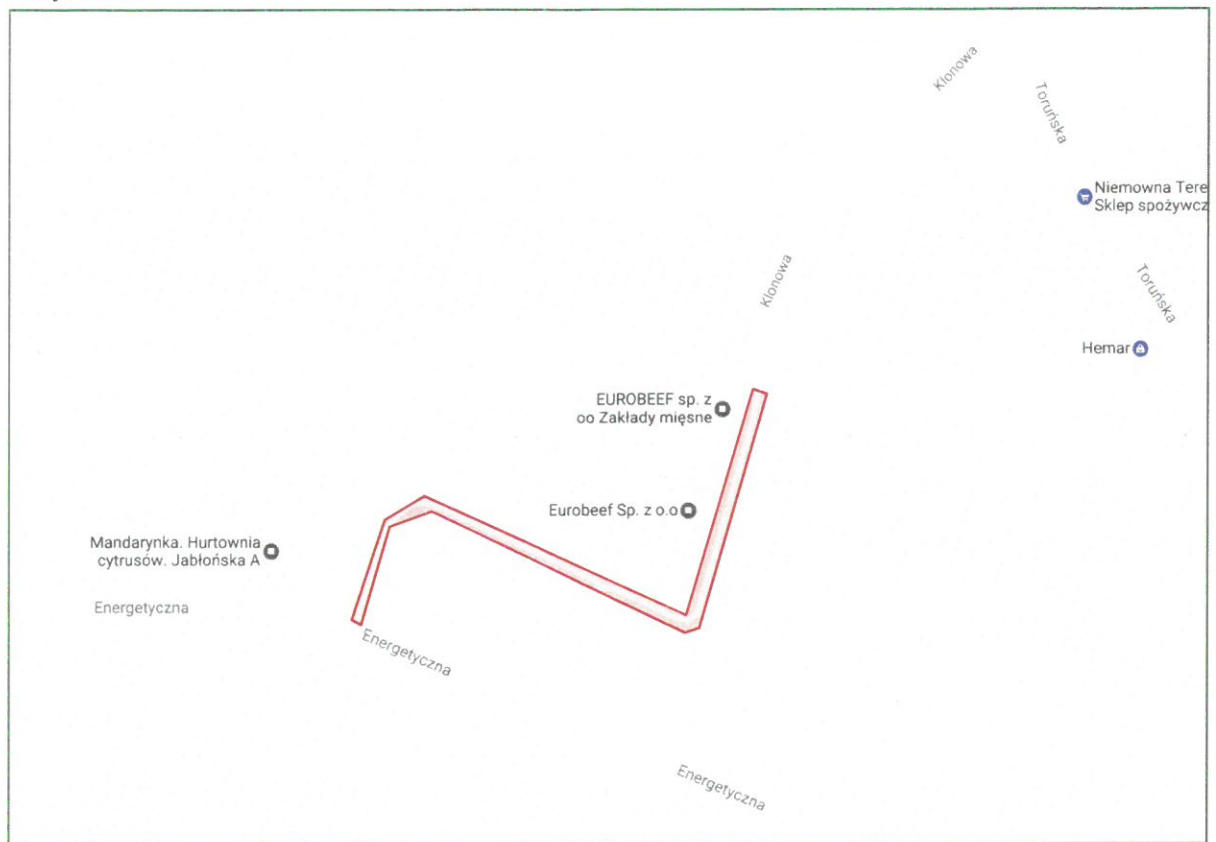 Klonowa
Toruńska
Niemowna Tere
Sklep spożywcz
Klonowa
Toruńska
Hemar
EUROBEEF sp. z
oo Zakłady mięsne
Eurobeef Sp. z o.o
Mandarynka. Hurtownia
cytrusów. Jabłońska A
Energetyczna
Energetyczna
Energetyczna